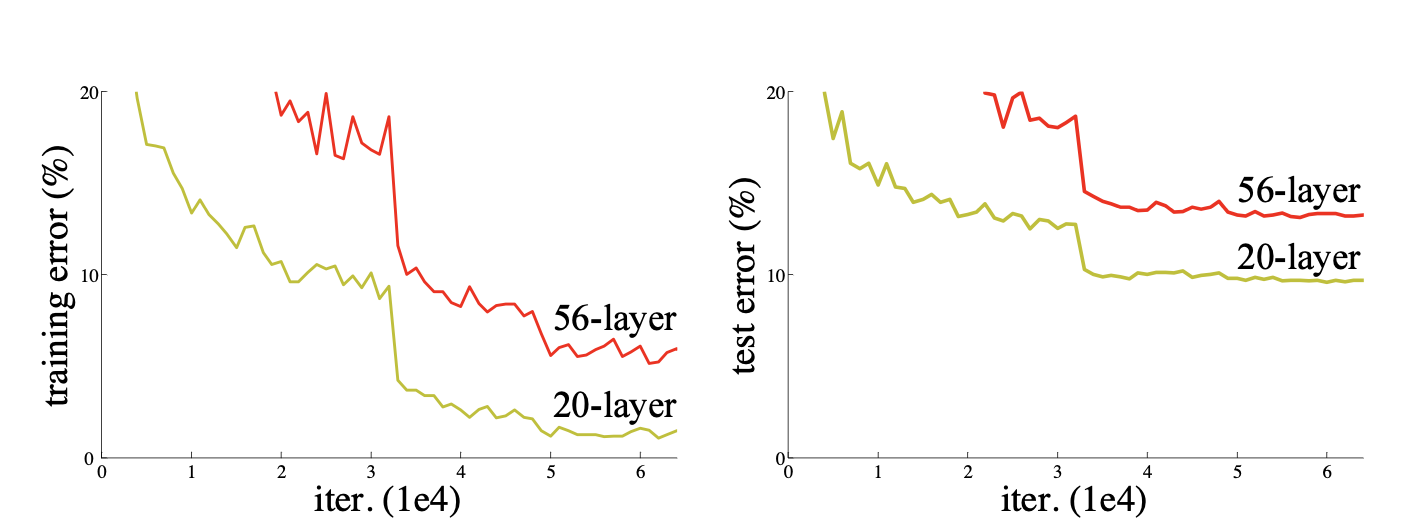 20
10
0
training error (%)
56-layer
20-layer
0 1 2 3 4 5 6
iter. (1e4)
20
10
0
test error (%)
56-layer
20-layer
0 1 2 3 4 5 6
iter. (1e4)